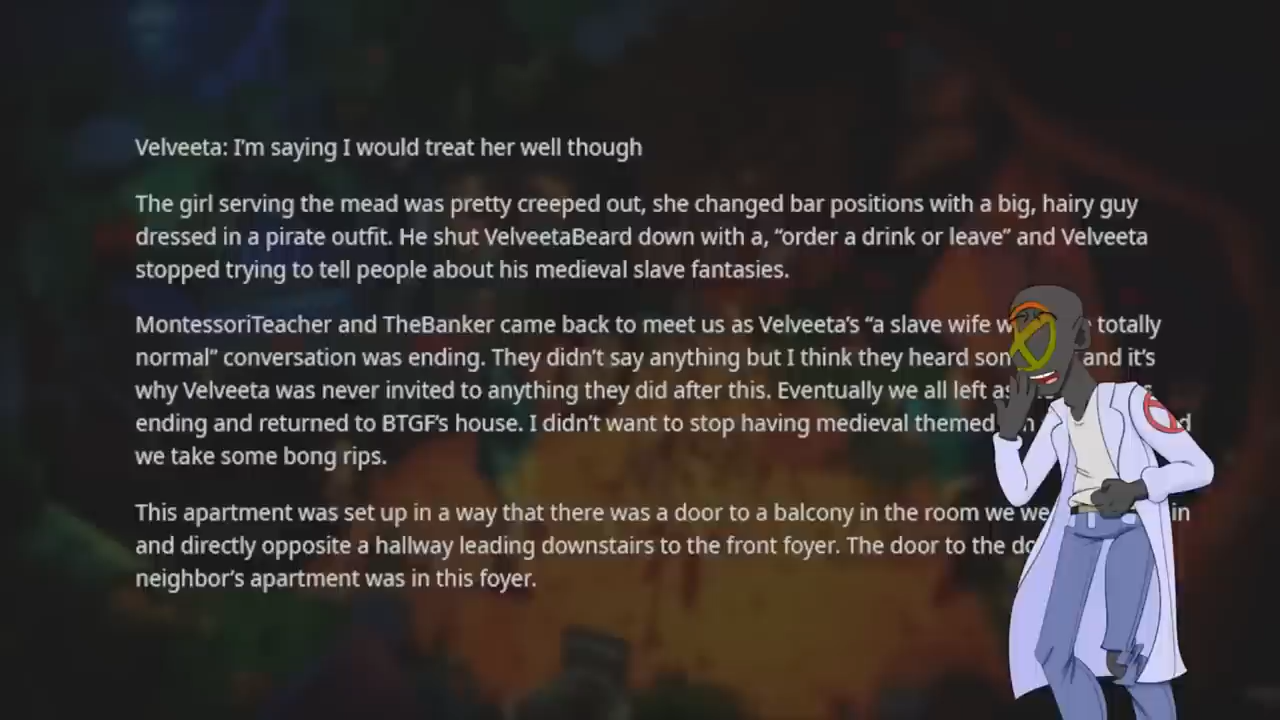 Velveeta: I'm saying I would treat her well though
The girl serving the mead was pretty creeped out, she changed bar positions with a big, hairy guy
dressed in a pirate outfit. He shut VelveetaBeard down with a, “order a drink or leave” and Velveeta
stopped trying to tell people about his medieval slave fantasies.
MontessoriTeacher and TheBanker came back to meet us as Velveeta's “a slave wife totally
normal” conversation was ending. They didn't say anything but I think they heard and it's
why Velveeta was never invited to anything they did after this. Eventually we all left
ending and returned to BTGF's house. I didn't want to stop having medieval themed
we take some bong rips.
This apartment was set up in a way that there was a door to a balcony in the room we in
and directly opposite a hallway leading downstairs to the front foyer. The door to the
neighbor's apartment was in this foyer.